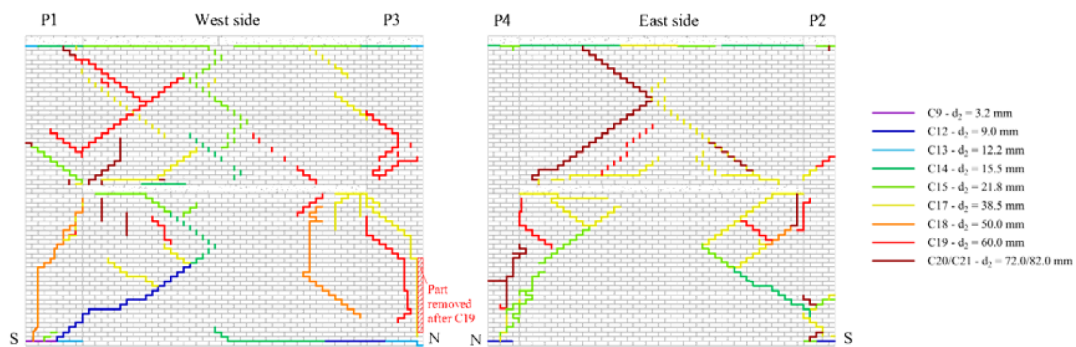 P1 West side P3
P4 East side P2
C9 - d₂ = 3.2 mm
C12 - d₂ = 9.0 mm
C13 - d₂ = 12.2 mm
C14 - d₂ = 15.5 mm
C15 - d₂ = 21.8 mm
C17 - d₂ = 38.5 mm
C18 - d₂ = 50.0 mm
C19 - d₂ = 60.0 mm
C20/C21 - d₂ = 72.0/82.0 mm
Part
removed
after C19
S N
N S